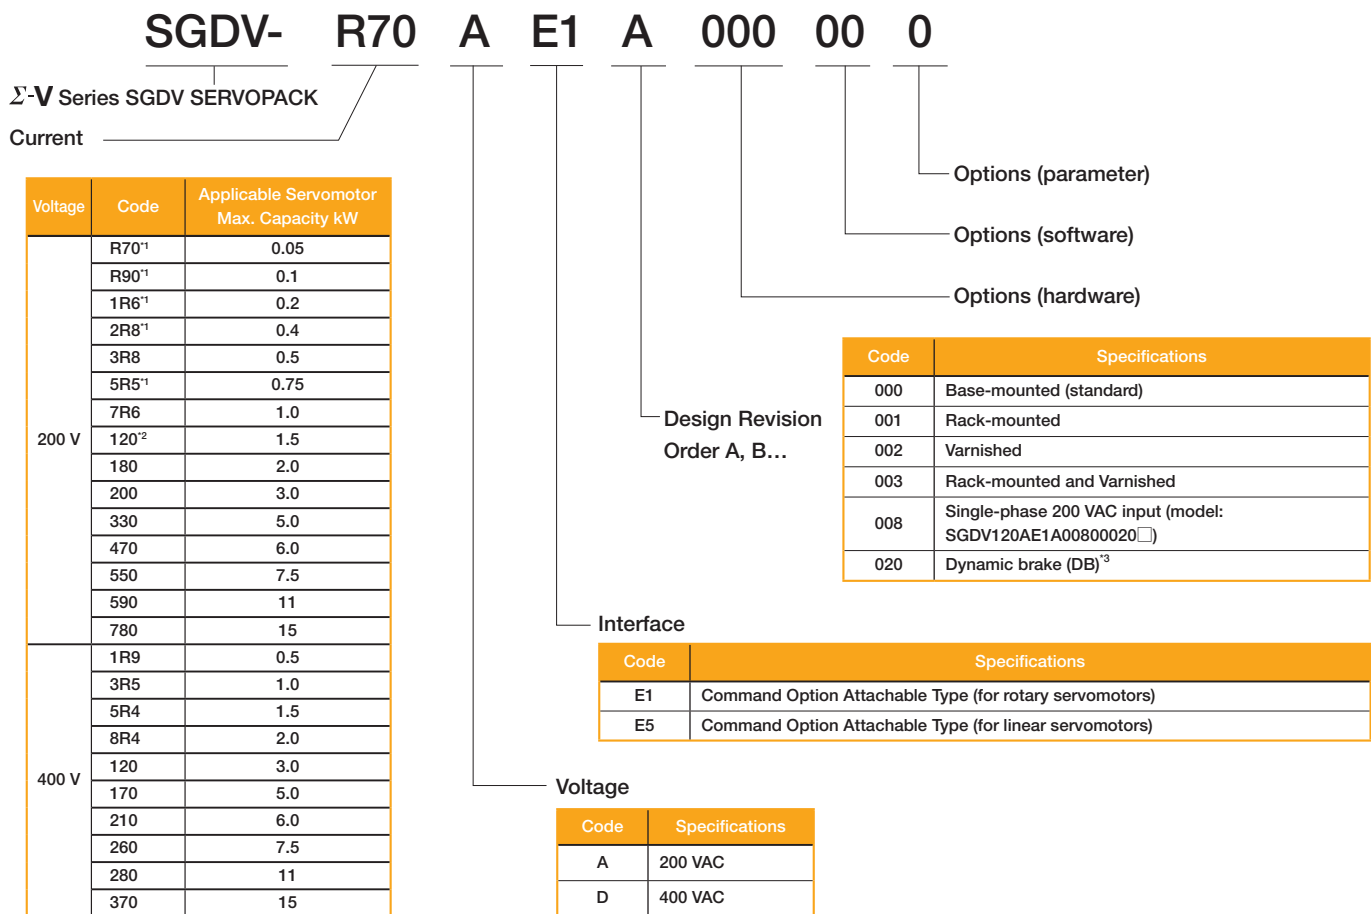 SGDV- R70 A E1 A 000 00 0
Σ-V Series SGDV SERVOPACK
Current
Voltage Code Applicable Servomotor Max. Capacity kW
200 V
R70*1 0.05
R90*1 0.1
1R6*1 0.2
2R8*1 0.4
3R8 0.5
5R5*1 0.75
7R6 1.0
120*2 1.5
180 2.0
200 3.0
330 5.0
470 6.0
550 7.5
590 11
780 15
400 V
1R9 0.5
3R5 1.0
5R4 1.5
8R4 2.0
120 3.0
170 5.0
210 6.0
260 7.5
280 11
370 15
Options (parameter)
Options (software)
Options (hardware)
Code Specifications
000 Base-mounted (standard)
001 Rack-mounted
002 Varnished
003 Rack-mounted and Varnished
008 Single-phase 200 VAC input (model:
SGDV120AE1A00800020□)
020 Dynamic brake (DB)*3
Design Revision
Order A, B…
Interface
Code Specifications
E1 Command Option Attachable Type (for rotary servomotors)
E5 Command Option Attachable Type (for linear servomotors)
Voltage
Code Specifications
A 200 VAC
D 400 VAC